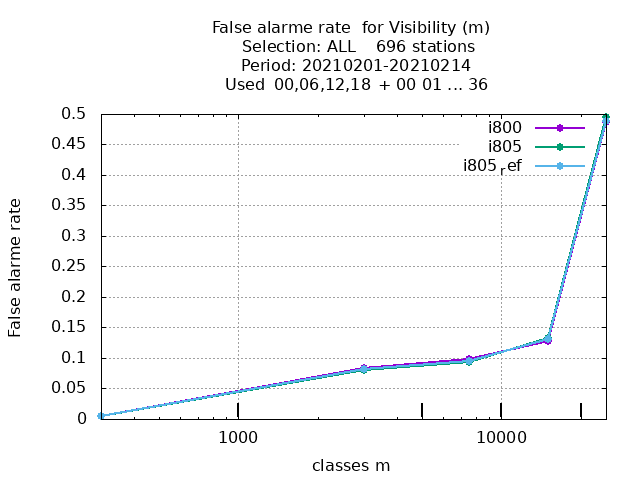 False alarme rate  for Visibility (m)
Selection: ALL    696 stations
Period: 20210201-20210214
Used  00,06,12,18  + 00 01 ... 36
i800
i805
i805ref
0.5
0.45
0.4
0.35
0.3
0.25
0.2
0.15
0.1
0.05
0
False alarme rate
1000
10000
classes m